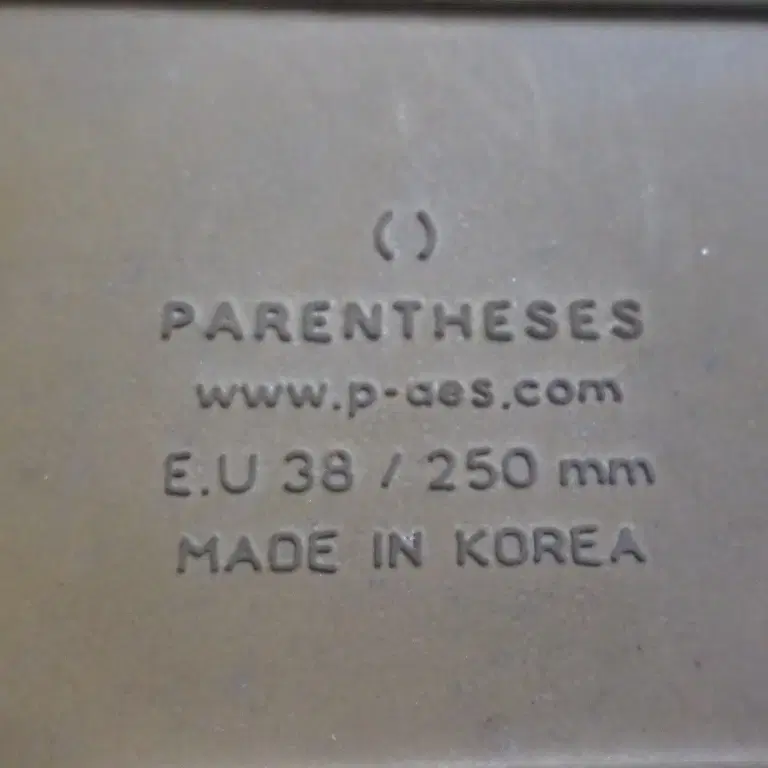 ( )
PARENTHESES
www.p-aes.com
E.U 38 / 250 mm
MADE IN KOREA